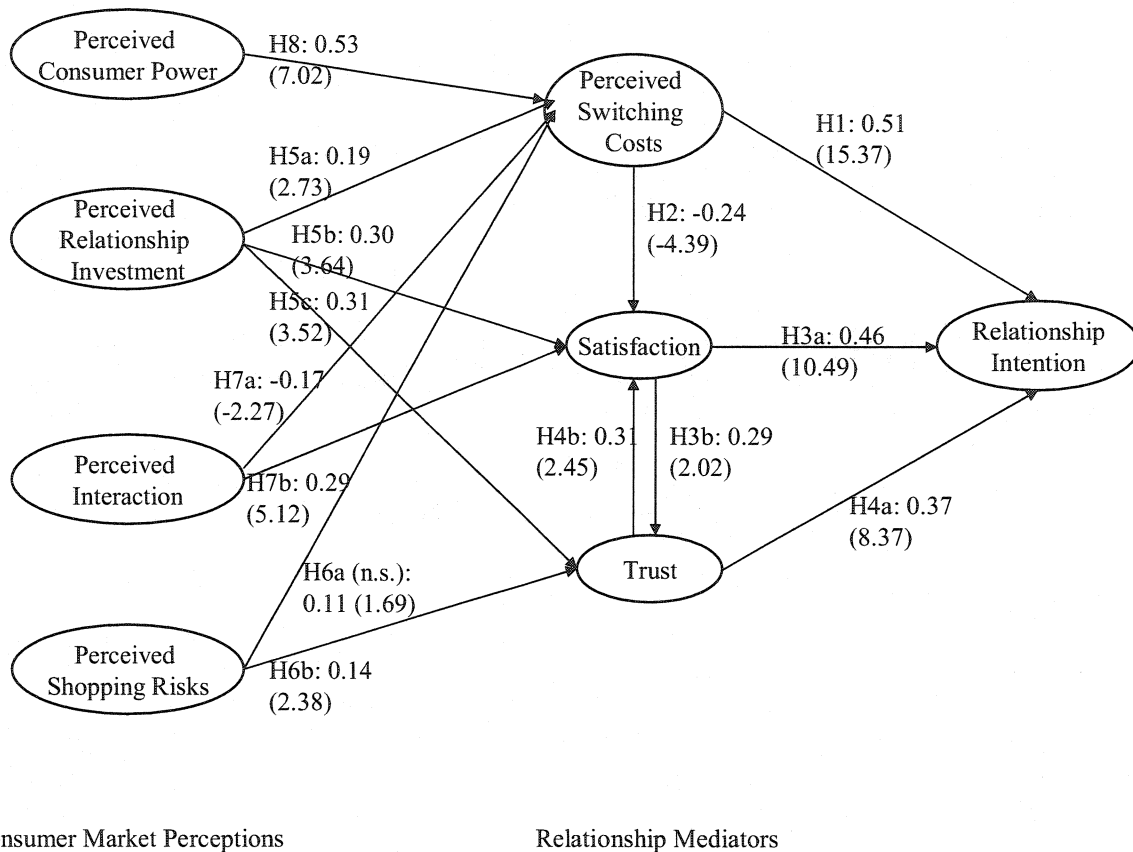 Perceived
Consumer Power
H8: 0.53
(7.02)
Perceived
Switching
Costs
H1: 0.51
(15.37)
H5a: 0.19
(2.73)
Perceived
Relationship
Investment
H5b: 0.30
(3.64)
H2: -0.24
(-4.39)
H5c: 0.31
(3.52)
Satisfaction
H3a: 0.46
(10.49)
Relationship
Intention
H7a: -0.17
(-2.27)
H4b: 0.31
(2.45)
H3b: 0.29
(2.02)
Perceived
Interaction
H7b: 0.29
(5.12)
H4a: 0.37
(8.37)
Trust
H6a (n.s.):
0.11 (1.69)
Perceived
Shopping Risks
H6b: 0.14
(2.38)
nsumer Market Perceptions
Relationship Mediators